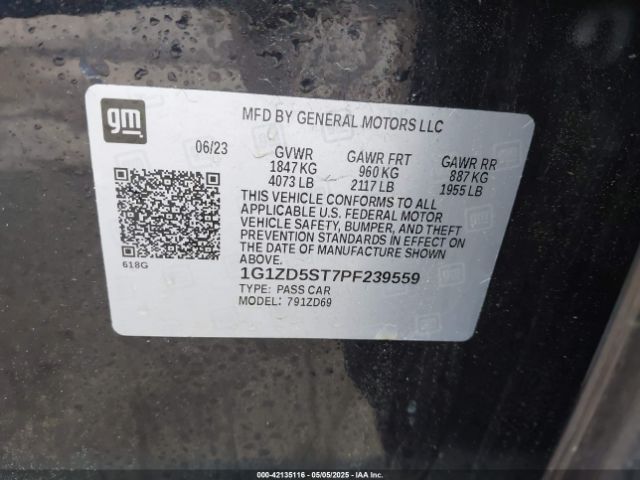 gm
MFD BY GENERAL MOTORS LLC
06/23 GVWR GAWR FRT GAWR RR
1847 KG 960 KG 887 KG
4073 LB 2117 LB 1955 LB
THIS VEHICLE CONFORMS TO ALL
APPLICABLE U.S. FEDERAL MOTOR
VEHICLE SAFETY, BUMPER, AND THEFT
PREVENTION STANDARDS IN EFFECT ON
THE DATE OF MANUFACTURE SHOWN
ABOVE.
618G
1G1ZD5ST7PF239559
TYPE: PASS CAR
MODEL: 791ZD69
000-42135116 - 05/05/2025 - IAAI.COM